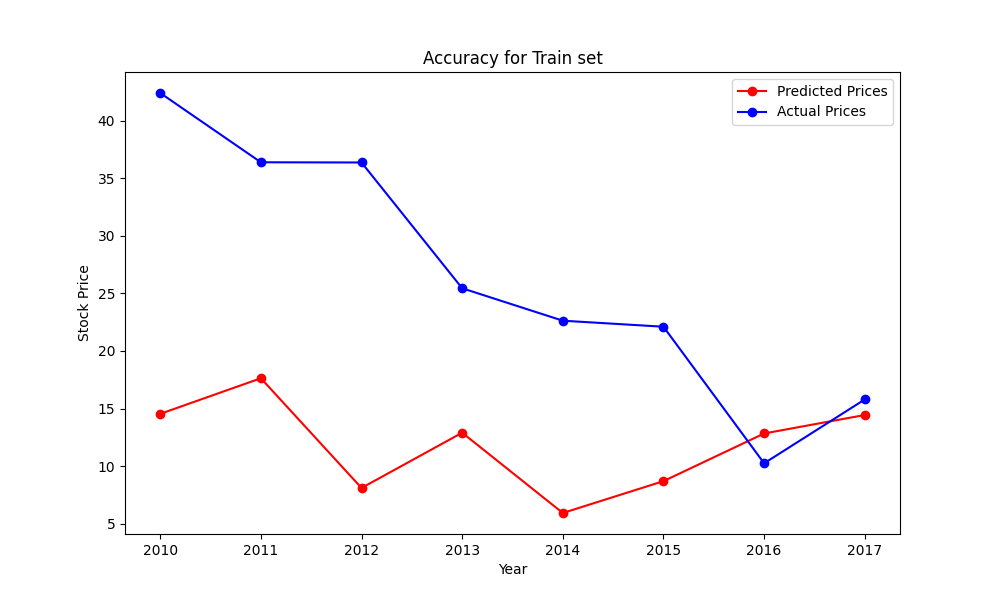 Accuracy for Train set
Predicted Prices
Actual Prices
Stock Price
40
35
30
25
20
15
10
5
2010 2011 2012 2013 2014 2015 2016 2017
Year